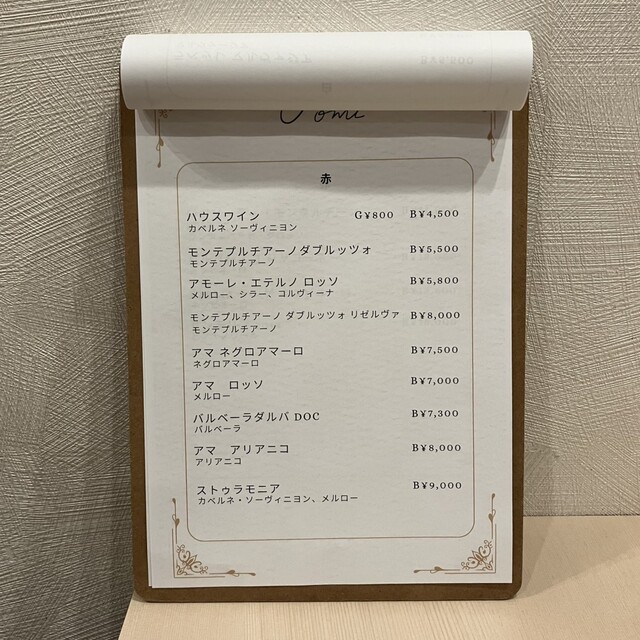 B¥6,800
Tomi
赤
ハウスワイン G¥800 B¥4,500
カベルネ ソーヴィニヨン
モンテプルチアーノダブルッツォ B¥5,500
モンテプルチアーノ
アモーレ・エテルノ ロッソ B¥5,800
メルロー、シラー、コルヴィーナ
モンテプルチアーノ ダブルッツォ リゼルヴァ B¥8,000
モンテプルチアーノ
アマ ネグロアマーロ B¥7,500
ネグロアマーロ
アマ ロッソ B¥7,000
メルロー
バルベーラダルバ DOC B¥7,300
バルベーラ
アマ アリアニコ B¥8,000
アリアニコ
ストゥラモニア B¥9,000
カベルネ・ソーヴィニヨン、メルロー